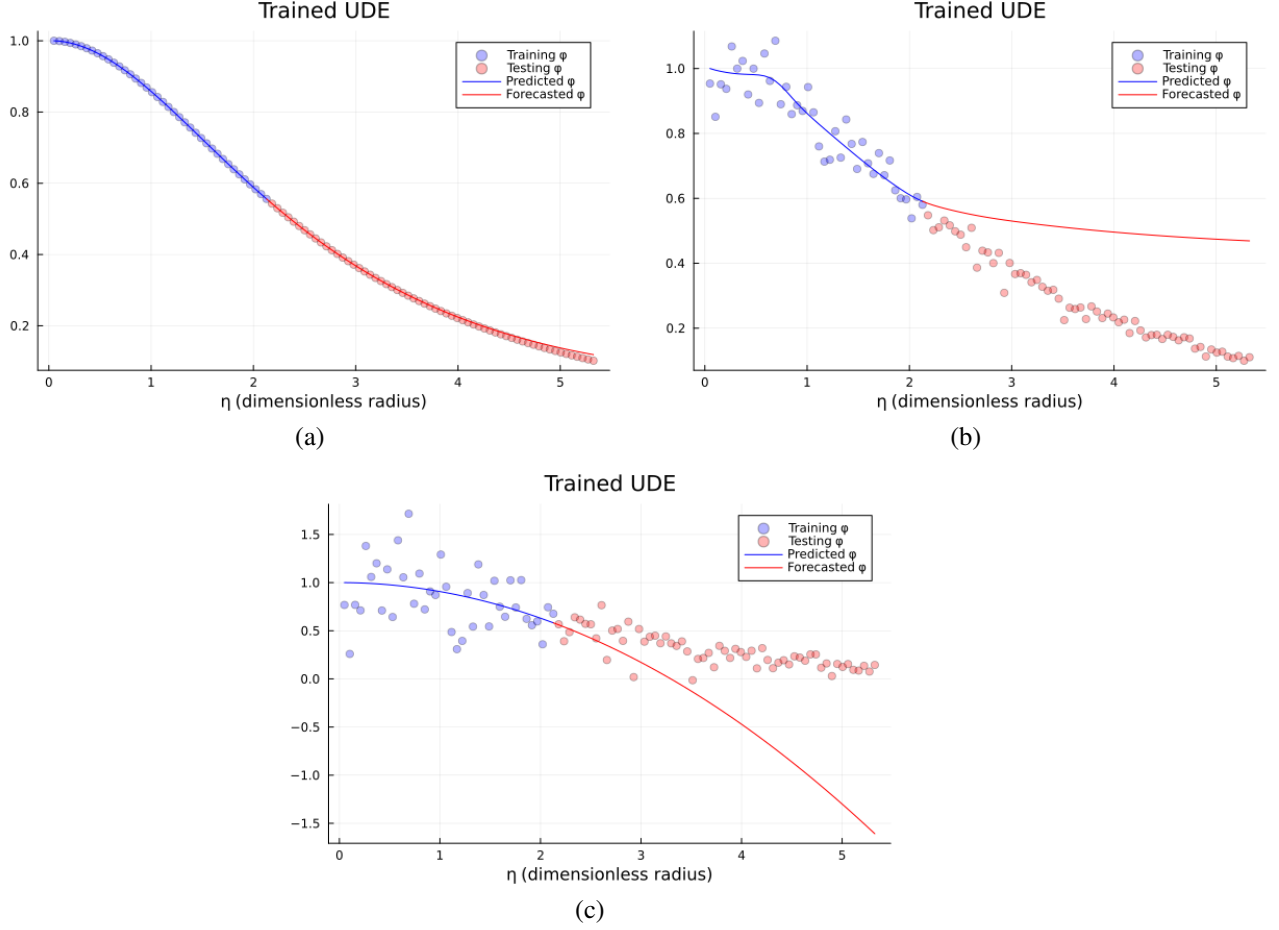 Trained UDE
Training φ
Testing φ
Predicted φ
Forecasted φ
1.0
0.8
0.6
0.4
0.2
0 1 2 3 4 5
η (dimensionless radius)
(a)
Trained UDE
Training φ
Testing φ
Predicted φ
Forecasted φ
1.0
0.8
0.6
0.4
0.2
0 1 2 3 4 5
η (dimensionless radius)
(b)
Trained UDE
Training φ
Testing φ
Predicted φ
Forecasted φ
1.5
1.0
0.5
0.0
−0.5
−1.0
−1.5
0 1 2 3 4 5
η (dimensionless radius)
(c)